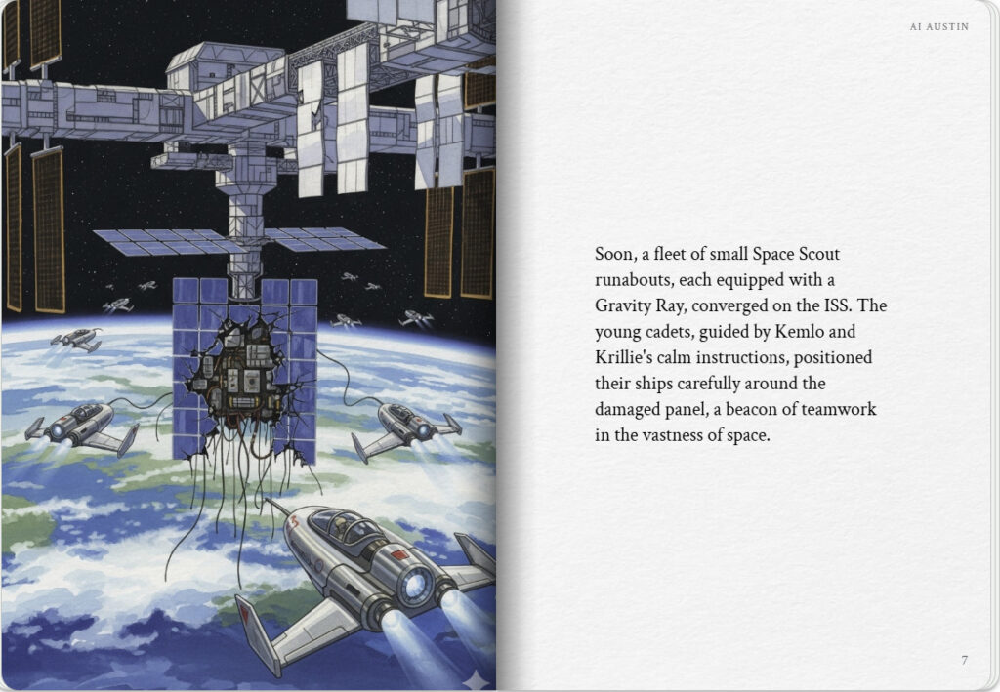 AI AUSTIN
Soon, a fleet of small Space Scout
runabouts, each equipped with a
Gravity Ray, converged on the ISS. The
young cadets, guided by Kemlo and
Krillie's calm instructions, positioned
their ships carefully around the
damaged panel, a beacon of teamwork
in the vastness of space.
7